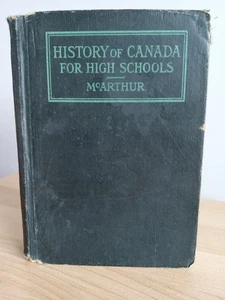 HISTORY OF CANADA
FOR HIGH SCHOOLS
McARTHUR